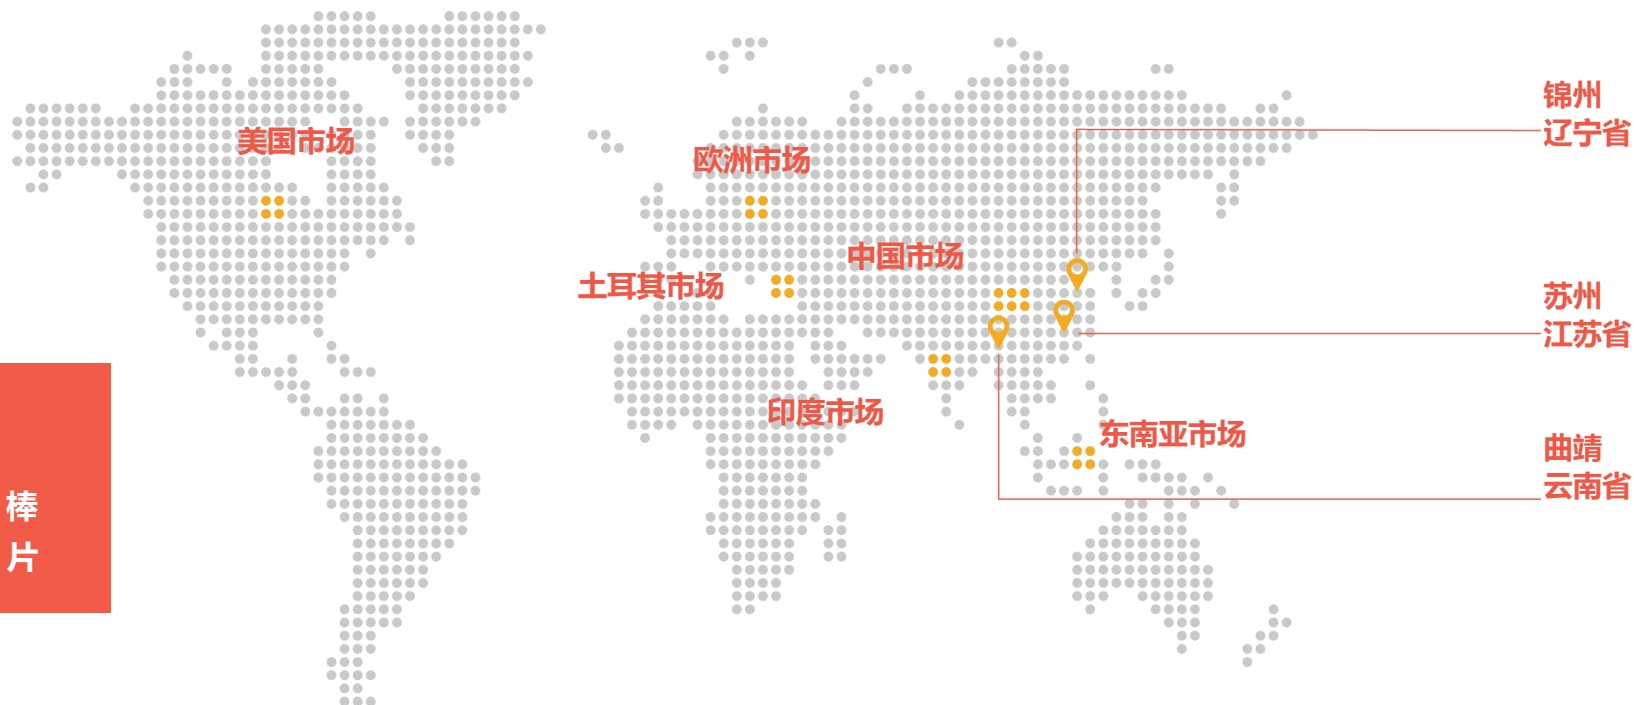 锦州
辽宁省
美国市场
欧洲市场
中国市场
土耳其市场
苏州
江苏省
印度市场
东南亚市场
曲靖
云南省
棒
片